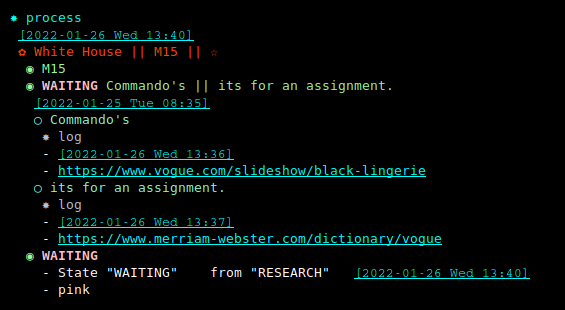 ✸ process
[2022-01-26 Wed 13:40]
✿ White House || M15 || ☆
◉ M15
◉ WAITING Commando's || its for an assignment.
[2022-01-25 Tue 08:35]
○ Commando's
✸ log
- [2022-01-26 Wed 13:36]
- https://www.vogue.com/slideshow/black-lingerie
○ its for an assignment.
✸ log
- [2022-01-26 Wed 13:37]
- https://www.merriam-webster.com/dictionary/vogue
◉ WAITING
- State "WAITING"    from "RESEARCH"   [2022-01-26 Wed 13:40]
- pink